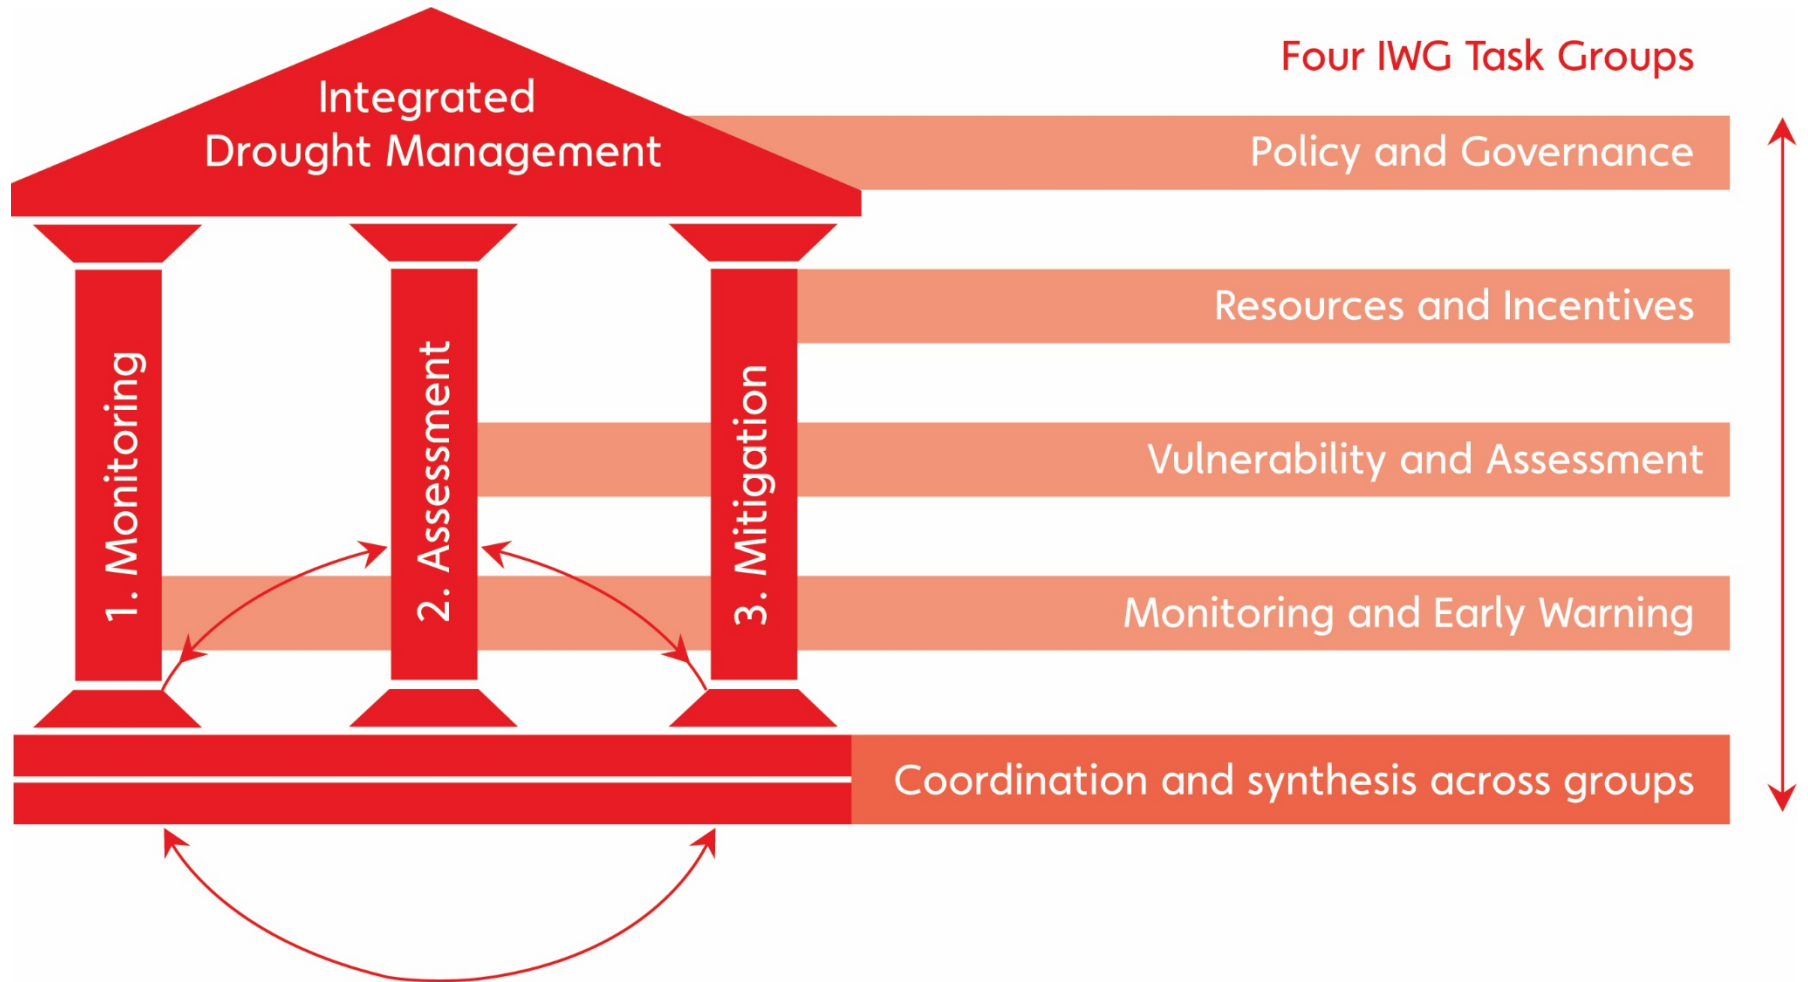 Four IWG Task Groups
Integrated
Drought Management
Policy and Governance
Resources and Incentives
Vulnerability and Assessment
Monitoring and Early Warning
1. Monitoring
2. Assessment
3. Mitigation
Coordination and synthesis across groups